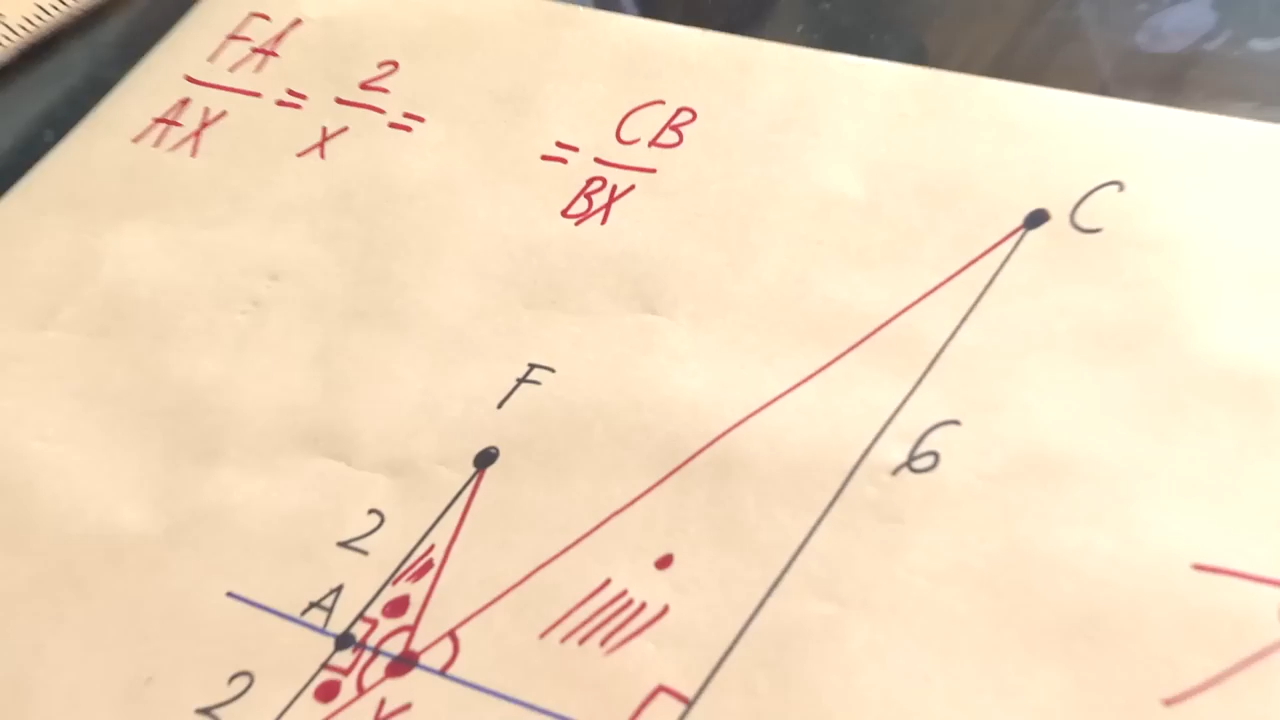 FA/AX = 2/x = = CB/BX
C
F
6
2
A
2
X